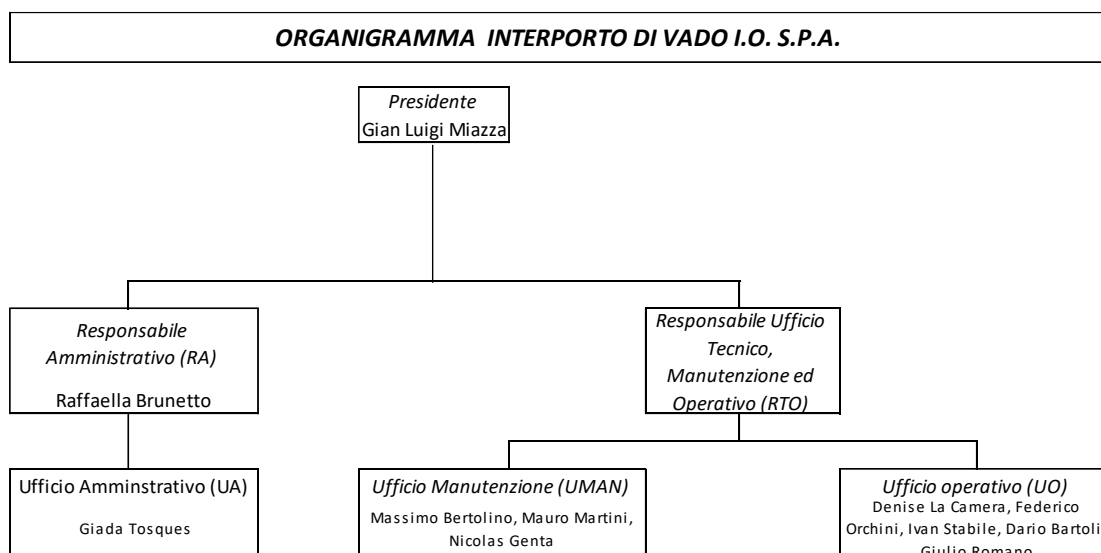 ORGANIGRAMMA INTERPORTO DI VADO I.O. S.P.A.
Presidente
Gian Luigi Miazza
Responsabile
Amministrativo (RA)
Raffaella Brunetto
Responsabile Ufficio
Tecnico,
Manutenzione ed
Operativo (RTO)
Ufficio Amminstrativo (UA)
Giada Tosques
Ufficio Manutenzione (UMAN)
Massimo Bertolino, Mauro Martini,
Nicolas Genta
Ufficio operativo (UO)
Denise La Camera, Federico
Orchini, Ivan Stabile, Dario Bartoli
Giulio Romano